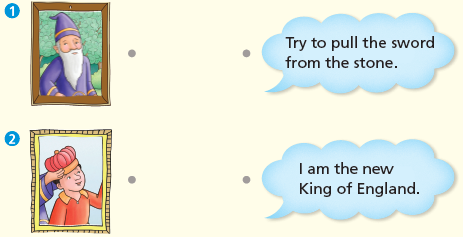 1
Try to pull the sword
from the stone.
2
I am the new
King of England.